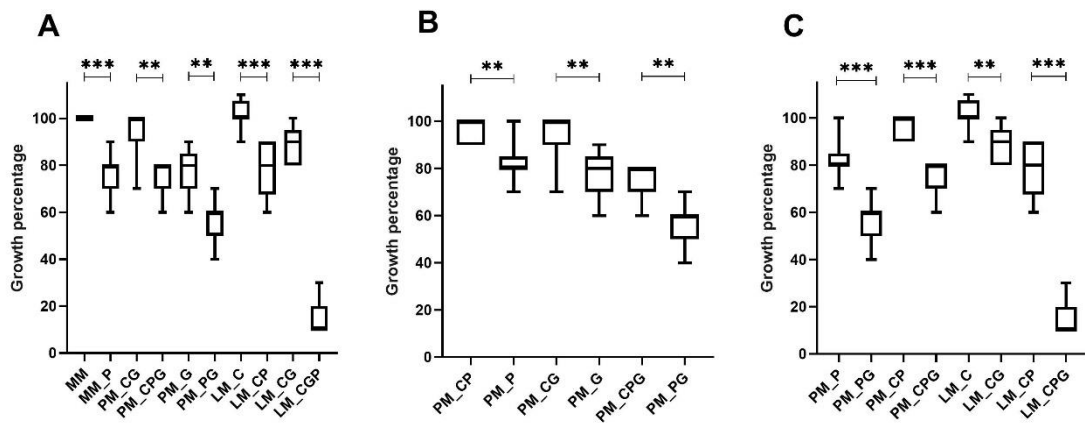 A
*** ** ** *** ***
Growth percentage
100
80
60
40
20
0
MM MM_P PM_CG PM_CPG PM_G PM_PG LM_C LM_CP LM_CG LM_CGP
B
** ** **
Growth percentage
100
80
60
40
20
0
PM_CP PM_P PM_CG PM_G PM_CPG PM_PG
C
*** *** ** ***
Growth percentage
100
80
60
40
20
0
PM_P PM_PG PM_CP PM_CPG LM_C LM_CG LM_CP LM_CPG